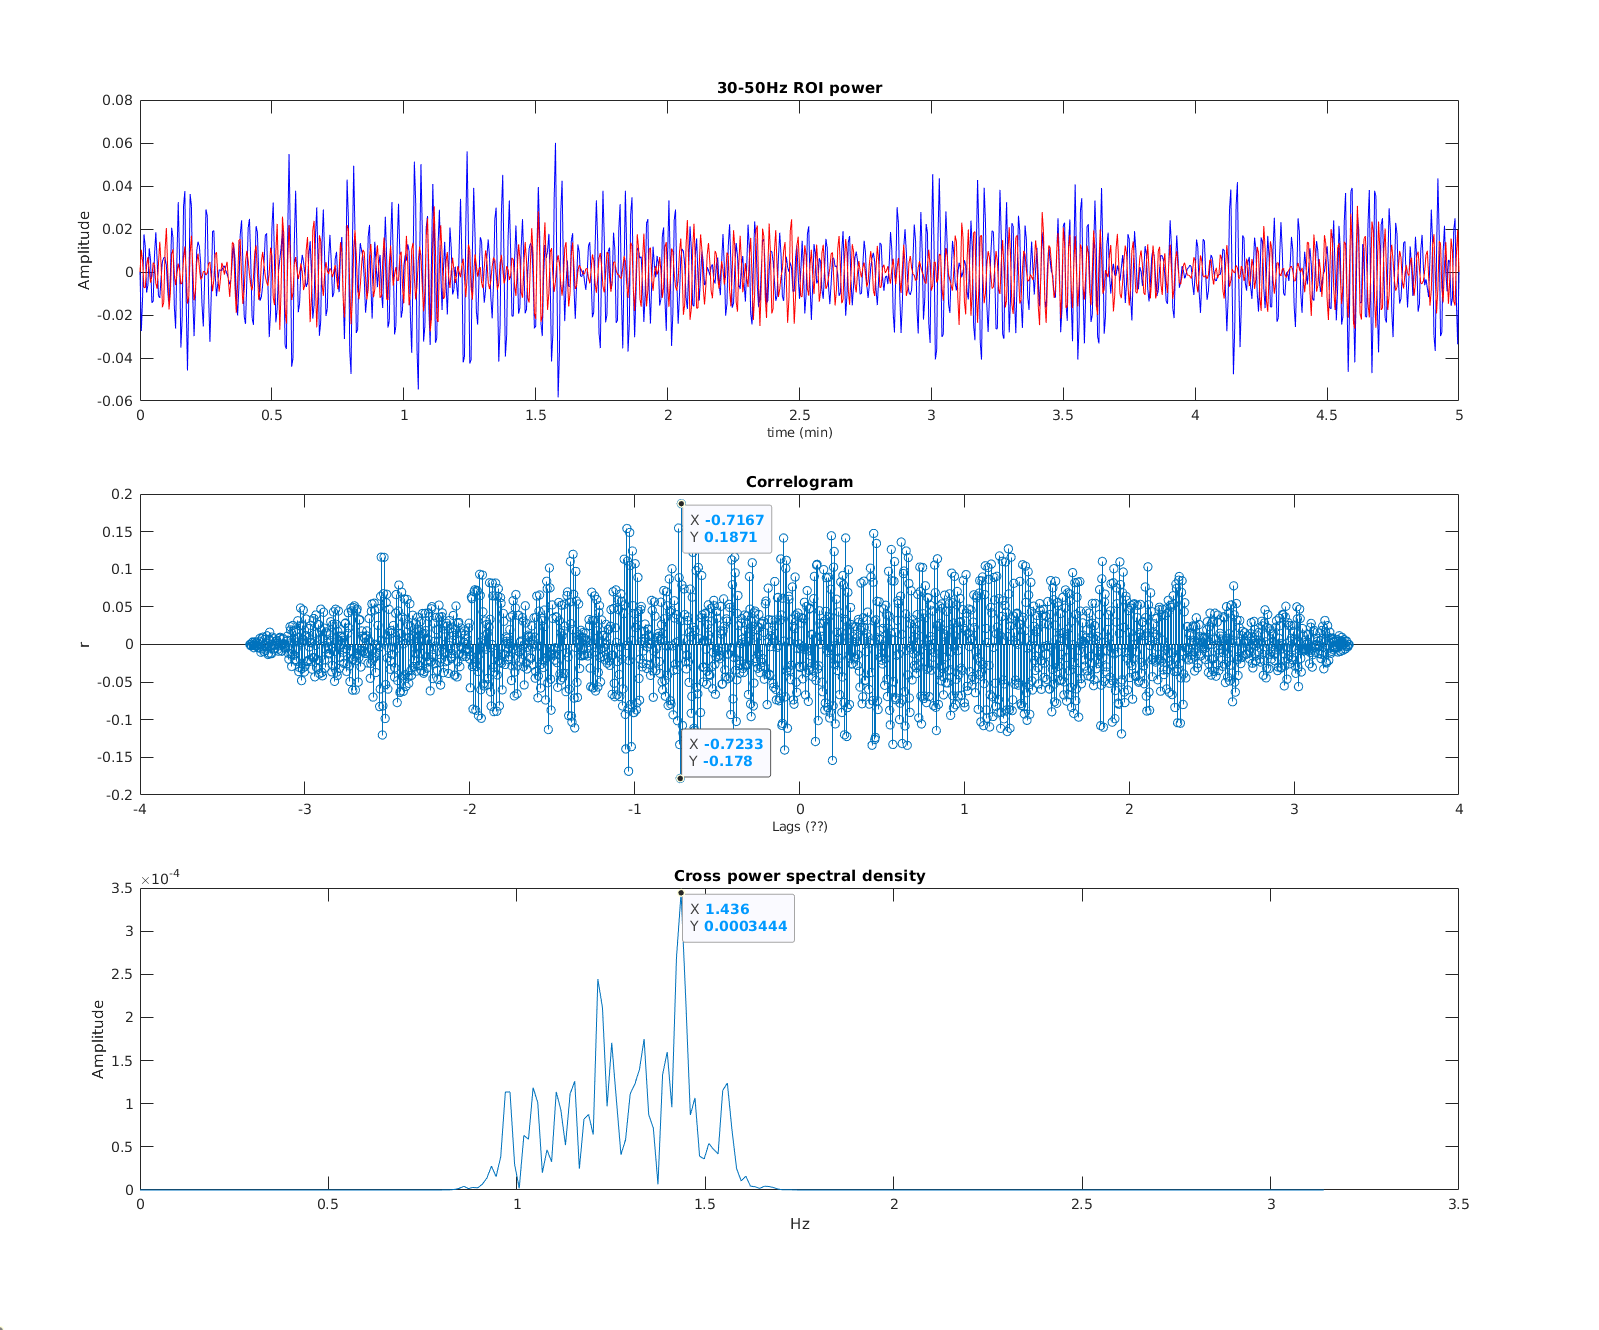 30-50Hz ROI power
0.08
0.06
0.04
0.02
0
-0.02
-0.04
-0.06
Amplitude
0 0.5 1 1.5 2 2.5 3 3.5 4 4.5 5
time (min)
Correlogram
0.2
0.15
0.1
0.05
0
-0.05
-0.1
-0.15
-0.2
r
X -0.7167
Y 0.1871
X -0.7233
Y -0.178
-4 -3 -2 -1 0 1 2 3 4
Lags (??)
Cross power spectral density
×10-4
3.5
3
2.5
2
1.5
1
0.5
0
Amplitude
X 1.436
Y 0.0003444
0 0.5 1 1.5 2 2.5 3 3.5
Hz